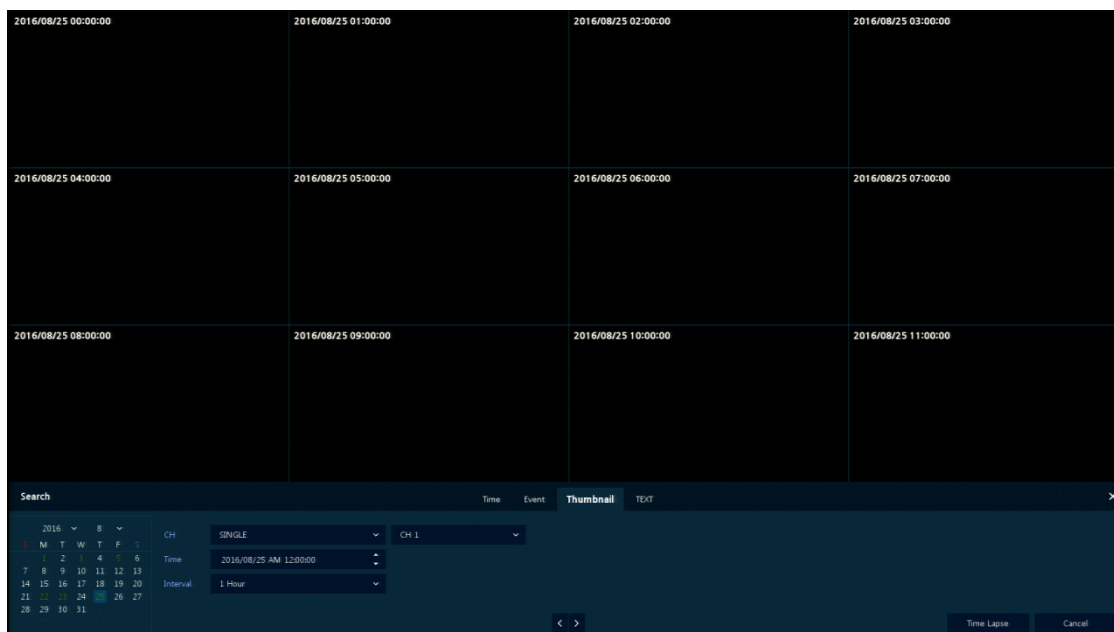 2016/08/25 00:00:00 2016/08/25 01:00:00 2016/08/25 02:00:00 2016/08/25 03:00:00
2016/08/25 04:00:00 2016/08/25 05:00:00 2016/08/25 06:00:00 2016/08/25 07:00:00
2016/08/25 08:00:00 2016/08/25 09:00:00 2016/08/25 10:00:00 2016/08/25 11:00:00
Search Time Event Thumbnail TEXT
2016 8
S M T W T F S
1 2 3 4 5 6
7 8 9 10 11 12 13
14 15 16 17 18 19 20
21 22 23 24 25 26 27
28 29 30 31
CH SINGLE CH 1
Time 2016/08/25 AM 12:00:00
Interval 1 Hour
< >
Time Lapse Cancel